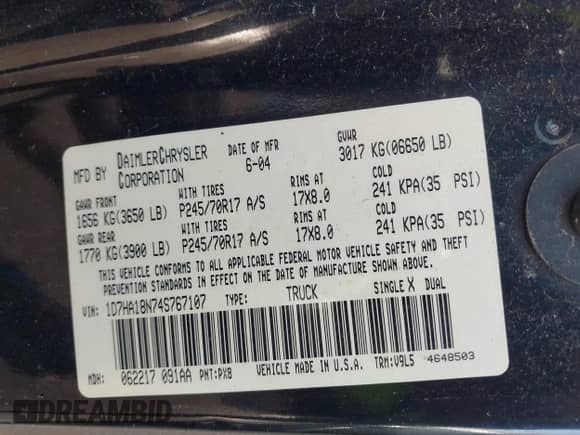 MFD BY DAIMLERCHRYSLER CORPORATION
DATE OF MFR 6-04
GVWR 3017 KG(06650 LB)
GAWR FRONT WITH TIRES RIMS AT COLD
1656 KG(3650 LB) P245/70R17 A/S 17X8.0 241 KPA(35 PSI)
GAWR REAR WITH TIRES RIMS AT COLD
1770 KG(3900 LB) P245/70R17 A/S 17X8.0 241 KPA(35 PSI)
THIS VEHICLE CONFORMS TO ALL APPLICABLE FEDERAL MOTOR VEHICLE SAFETY AND THEFT
PREVENTION STANDARDS IN EFFECT ON THE DATE OF MANUFACTURE SHOWN ABOVE.
VIN: 1D7HA18N74S767107 TYPE: TRUCK SINGLE X DUAL
MDH: 062217 091AA PNT:PXB VEHICLE MADE IN U.S.A. TRM:V9L5 4648503
DREAMBID